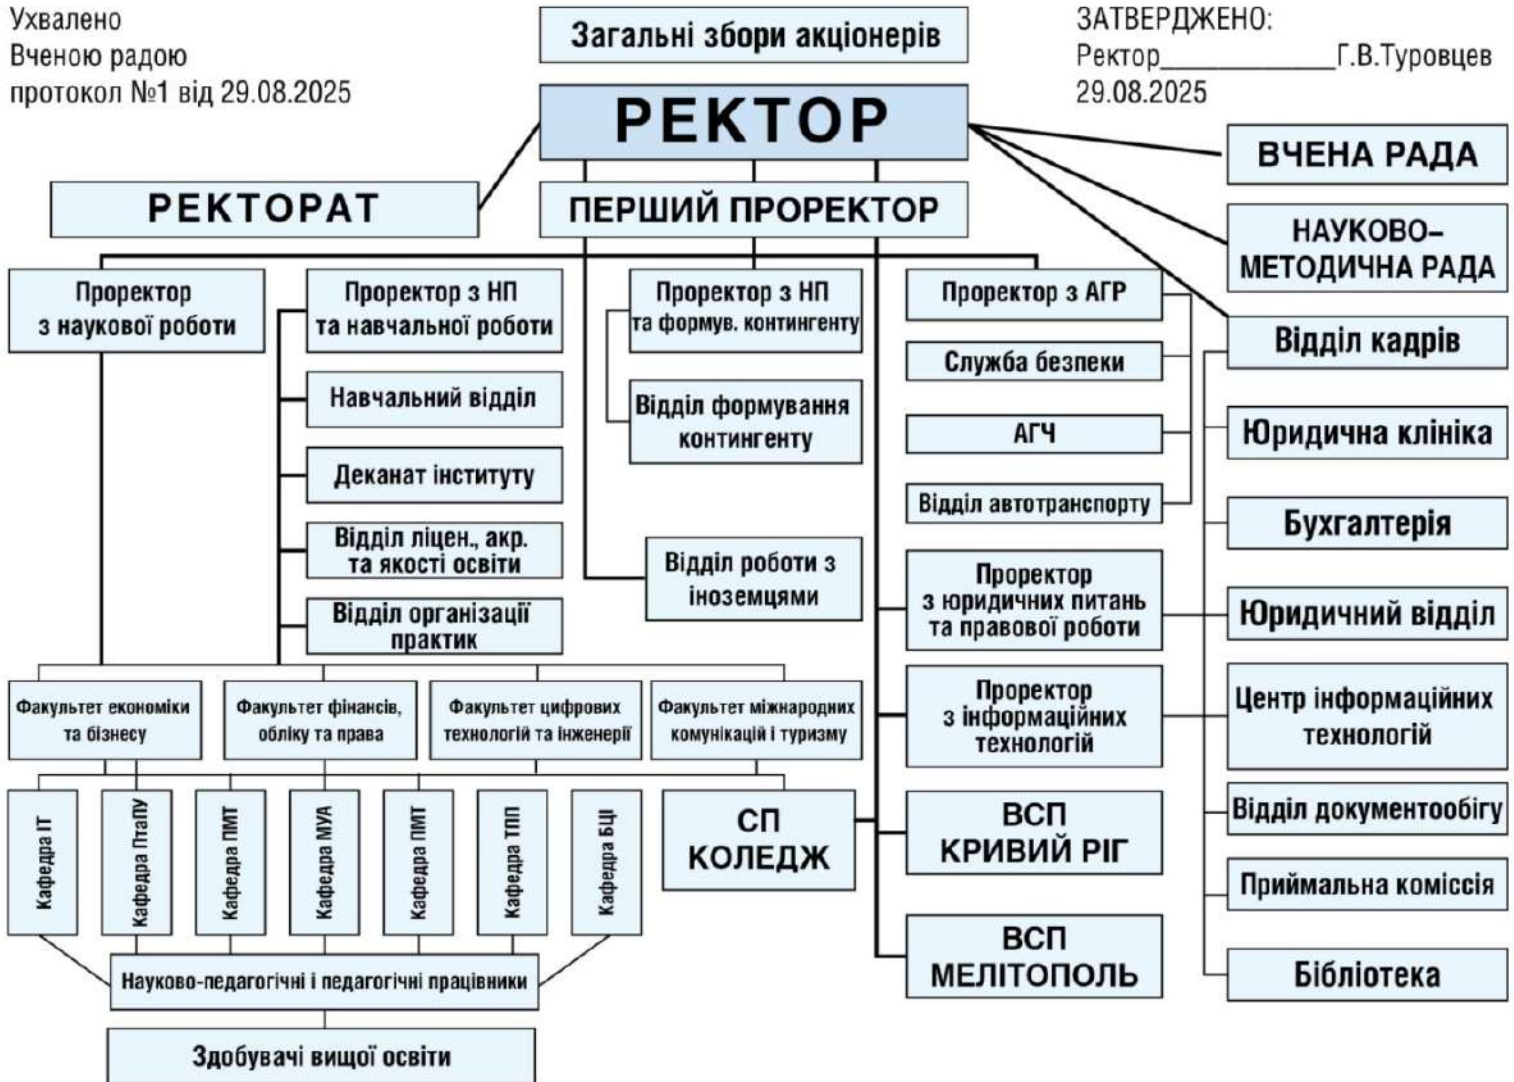 Ухвалено
Вченою радою
протокол №1 від 29.08.2025
Загальні збори акціонерів
ЗАТВЕРДЖЕНО:
Ректор____________Г.В.Туровцев
29.08.2025
РЕКТОР
РЕКТОРАТ
ПЕРШИЙ ПРОРЕКТОР
ВЧЕНА РАДА
НАУКОВО–
МЕТОДИЧНА РАДА
Проректор
з наукової роботи
Проректор з НП
та навчальної роботи
Навчальний відділ
Деканат інституту
Відділ ліцен., акр.
та якості освіти
Відділ організації
практик
Проректор з НП
та формув. контингенту
Відділ формування
контингенту
Відділ роботи з
іноземцями
Проректор з АГР
Служба безпеки
АГЧ
Відділ автотранспорту
Проректор
з юридичних питань
та правової роботи
Проректор
з інформаційних
технологій
ВСП
КРИВИЙ РІГ
ВСП
МЕЛІТОПОЛЬ
Відділ кадрів
Юридична клініка
Бухгалтерія
Юридичний відділ
Центр інформаційних
технологій
Відділ документообігу
Приймальна коміссія
Бібліотека
Факультет економіки
та бізнесу
Факультет фінансів,
обліку та права
Факультет цифрових
технологій та інженерії
Факультет міжнародних
комунікацій і туризму
Кафедра ІТ
Кафедра ПтаПУ
Кафедра ПМТ
Кафедра МУА
Кафедра ПМТ
Кафедра ТПП
Кафедра БЦІ
СП
КОЛЕДЖ
Науково-педагогічні і педагогічні працівники
Здобувачі вищої освіти